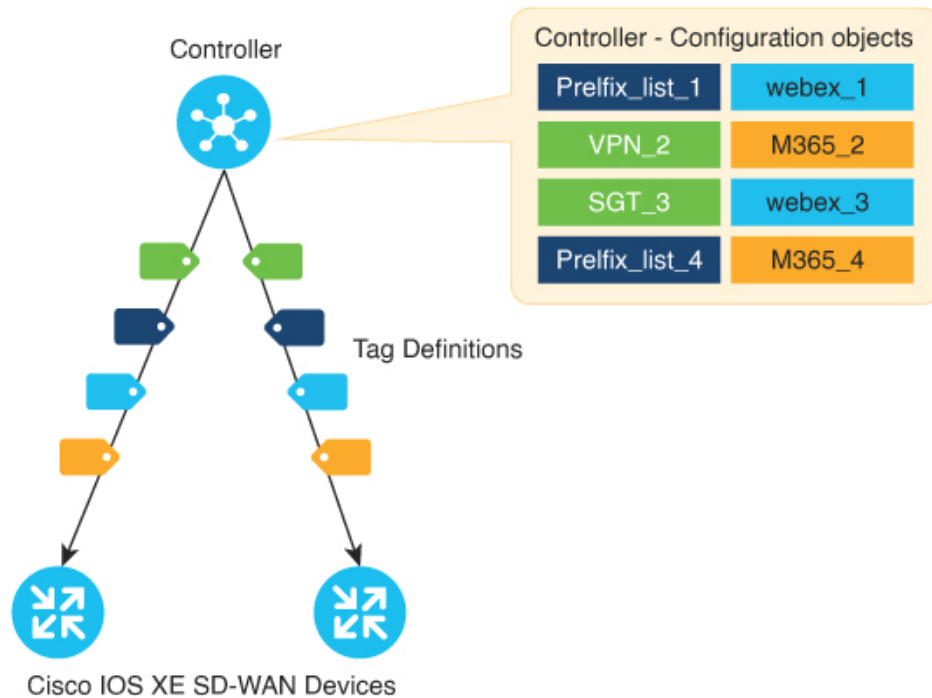 Controller
Controller - Configuration objects
Prelfix_list_1
webex_1
VPN_2
M365_2
SGT_3
webex_3
Prelfix_list_4
M365_4
Tag Definitions
Cisco IOS XE SD-WAN Devices